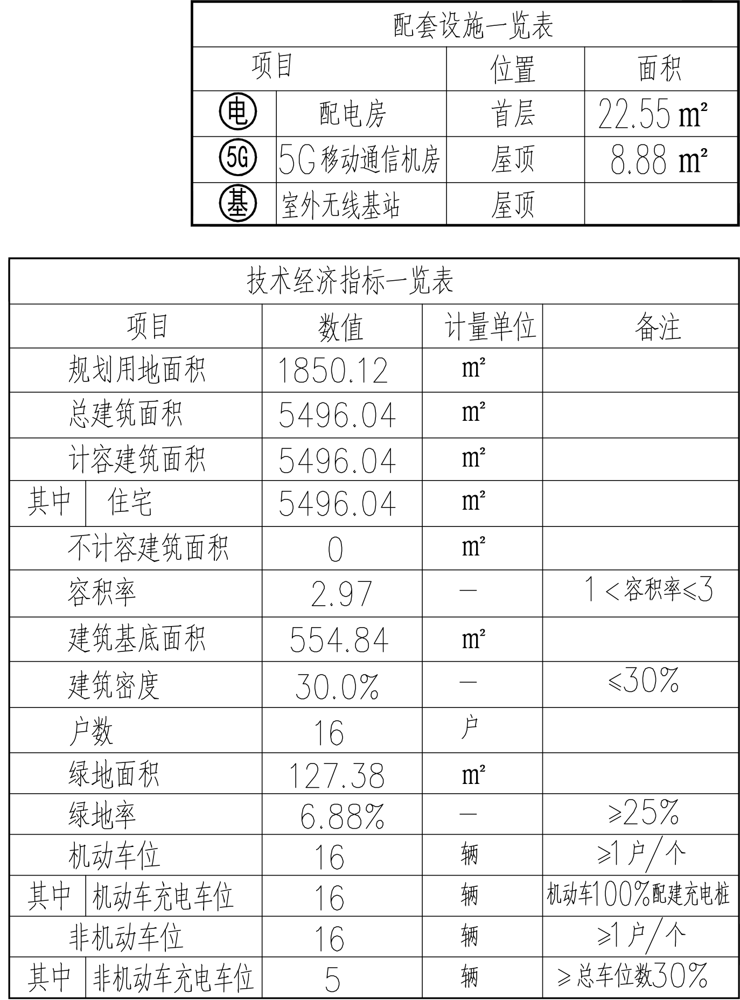 配套设施一览表
项目 位置 面积
电 配电房 首层 22.55 m²
5G 5G移动通信机房 屋顶 8.88 m²
基 室外无线基站 屋顶
技术经济指标一览表
项目 数值 计量单位 备注
规划用地面积 1850.12 m²
总建筑面积 5496.04 m²
计容建筑面积 5496.04 m²
其中 住宅 5496.04 m²
不计容建筑面积 0 m²
容积率 2.97 — 1<容积率≤3
建筑基底面积 554.84 m²
建筑密度 30.0% — ≤30%
户数 16 户
绿地面积 127.38 m²
绿地率 6.88% — ≥25%
机动车位 16 辆 ≥1户/个
其中 机动车充电车位 16 辆 机动车100%配建充电桩
非机动车位 16 辆 ≥1户/个
其中 非机动车充电车位 5 辆 ≥总车位数30%